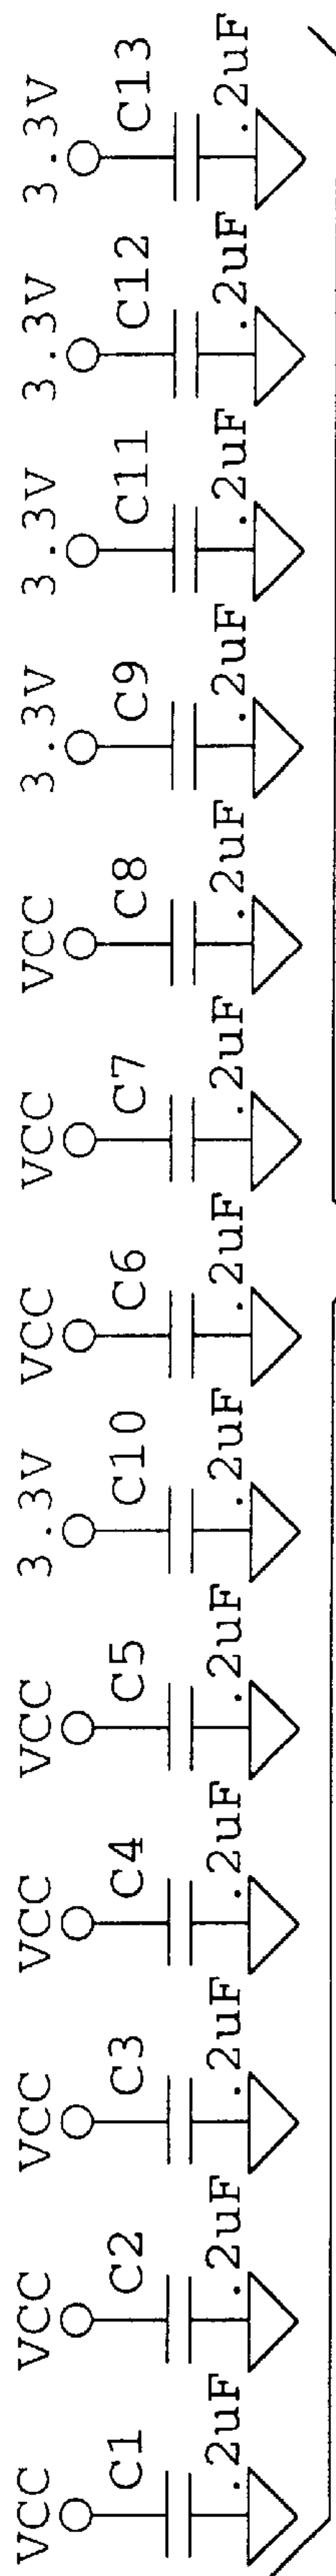 VCC VCC VCC VCC VCC 3.3V VCC VCC VCC 3.3V 3.3V 3.3V 3.3V
C1 C2 C3 C4 C5 C10 C6 C7 C8 C9 C11 C12 C13
.2uF .2uF .2uF .2uF .2uF .2uF .2uF .2uF .2uF .2uF .2uF .2uF .2uF